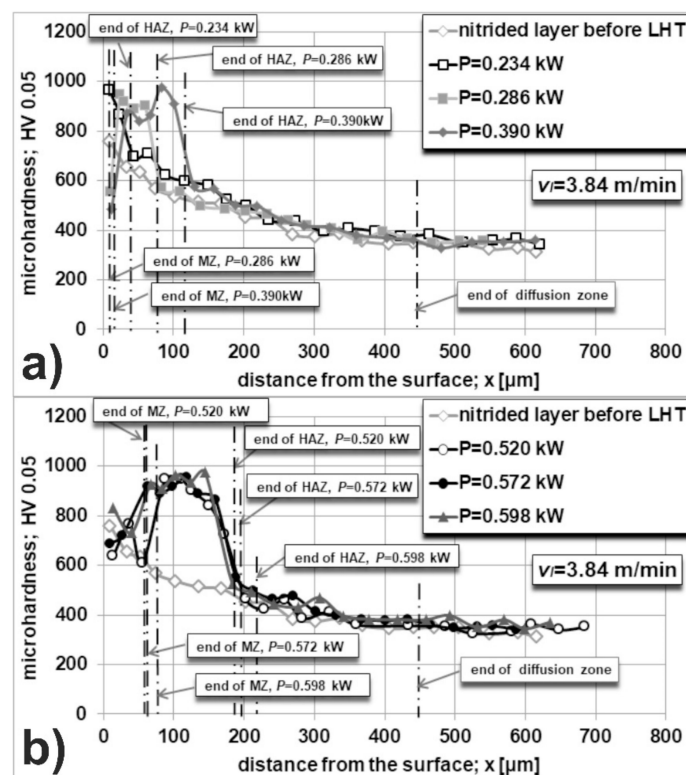 a)
microhardness; HV 0.05
1200
1000
800
600
400
200
0
end of HAZ, P=0.234 kW
end of HAZ, P=0.286 kW
end of HAZ, P=0.390kW
nitrided layer before LHT
P=0.234 kW
P=0.286 kW
P=0.390 kW
vₗ=3.84 m/min
end of MZ, P=0.286 kW
end of MZ, P=0.390 kW
end of diffusion zone
0 100 200 300 400 500 600 700 800
distance from the surface; x [µm]
b)
microhardness; HV 0.05
1200
1000
800
600
400
200
0
end of MZ, P=0.520 kW
end of HAZ, P=0.520 kW
end of HAZ, P=0.572 kW
end of HAZ, P=0.598 kW
nitrided layer before LHT
P=0.520 kW
P=0.572 kW
P=0.598 kW
vₗ=3.84 m/min
end of MZ, P=0.572 kW
end of MZ, P=0.598 kW
end of diffusion zone
0 100 200 300 400 500 600 700 800
distance from the surface; x [µm]